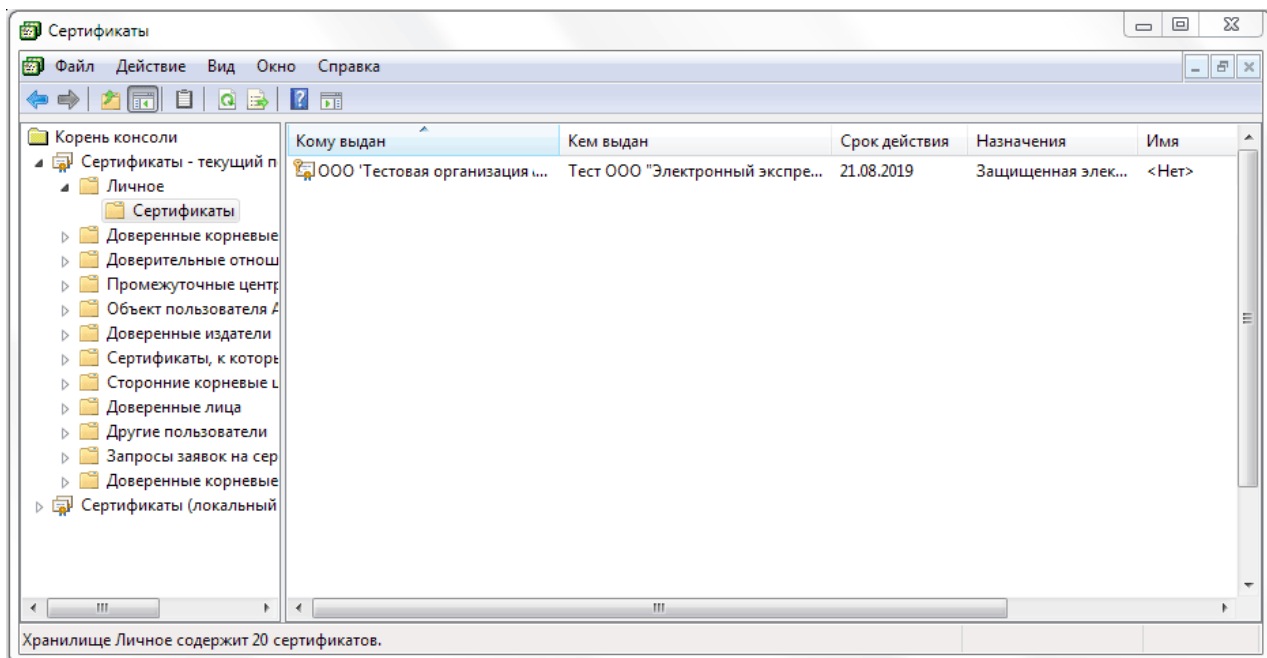 Сертификаты
Файл Действие Вид Окно Справка
Корень консоли
Сертификаты - текущий п
Личное
Сертификаты
Доверенные корневые
Доверительные отнош
Промежуточные центр
Объект пользователя A
Доверенные издатели
Сертификаты, к которы
Сторонние корневые ц
Доверенные лица
Другие пользователи
Запросы заявок на сер
Доверенные корневые
Сертификаты (локальный
Кому выдан Кем выдан Срок действия Назначения Имя
ООО 'Тестовая организация ... Тест ООО "Электронный экспре... 21.08.2019 Защищенная элек... <Нет>
Хранилище Личное содержит 20 сертификатов.